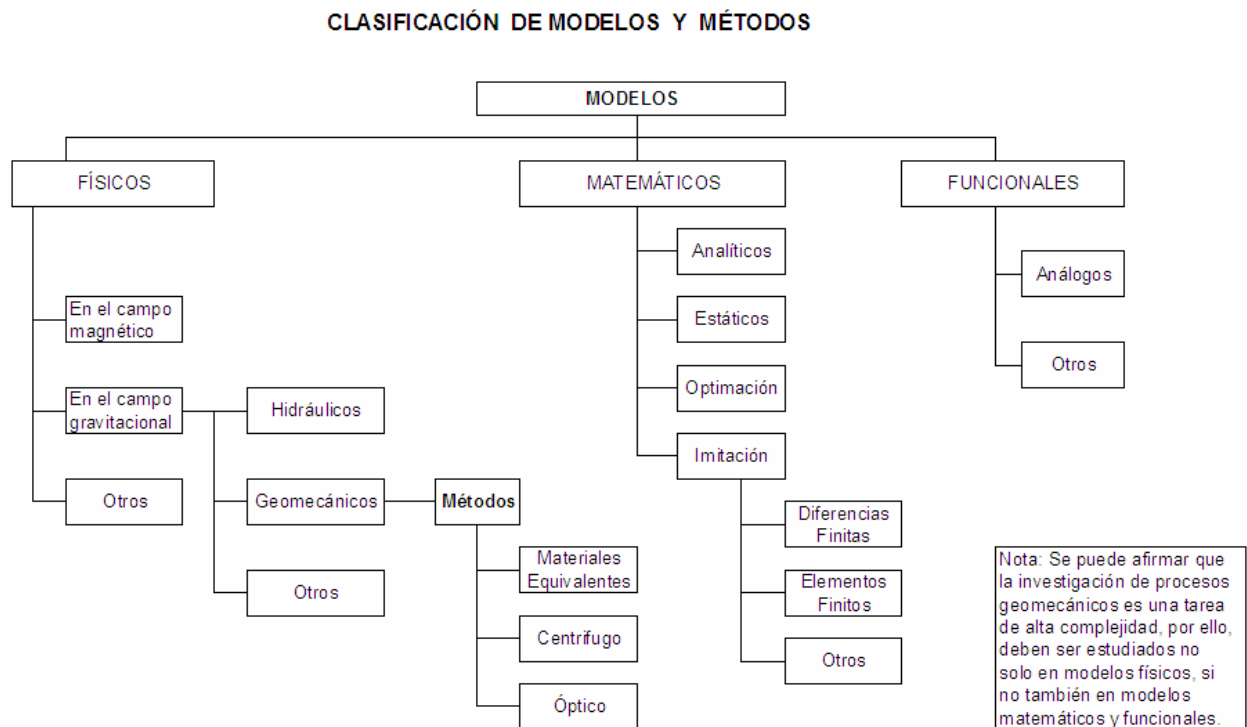 CLASIFICACIÓN DE MODELOS Y MÉTODOS
MODELOS
FÍSICOS
MATEMÁTICOS
FUNCIONALES
En el campo
magnético
En el campo
gravitacional
Otros
Hidráulicos
Geomecánicos
Otros
Métodos
Materiales
Equivalentes
Centrífugo
Óptico
Analíticos
Estáticos
Optimación
Imitación
Diferencias
Finitas
Elementos
Finitos
Otros
Análogos
Otros
Nota: Se puede afirmar que
la investigación de procesos
geomecánicos es una tarea
de alta complejidad, por ello,
deben ser estudiados no
solo en modelos físicos, si
no también en modelos
matemáticos y funcionales.